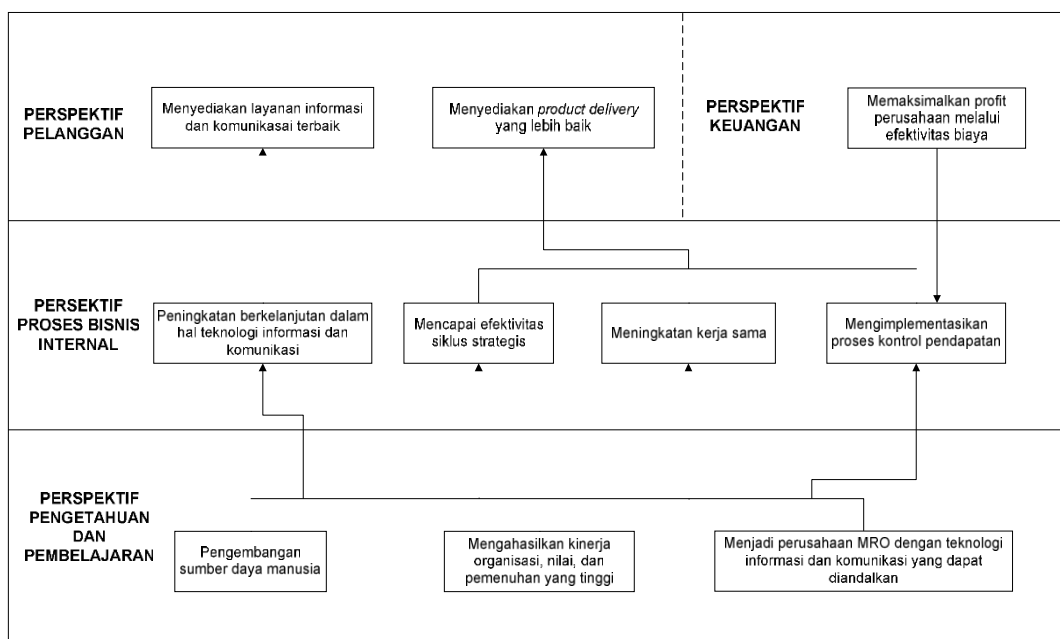 PERSPEKTIF
PELANGGAN
Menyediakan layanan informasi
dan komunikasai terbaik
Menyediakan product delivery
yang lebih baik
PERSPEKTIF
KEUANGAN
Memaksimalkan profit
perusahaan melalui
efektivitas biaya
PERSEKTIF
PROSES BISNIS
INTERNAL
Peningkatan berkelanjutan dalam
hal teknologi informasi dan
komunikasi
Mencapai efektivitas
siklus strategis
Meningkatan kerja sama
Mengimplementasikan
proses kontrol pendapatan
PERSPEKTIF
PENGETAHUAN
DAN
PEMBELAJARAN
Pengembangan
sumber daya manusia
Mengahasilkan kinerja
organisasi, nilai, dan
pemenuhan yang tinggi
Menjadi perusahaan MRO dengan teknologi
informasi dan komunikasi yang dapat
diandalkan